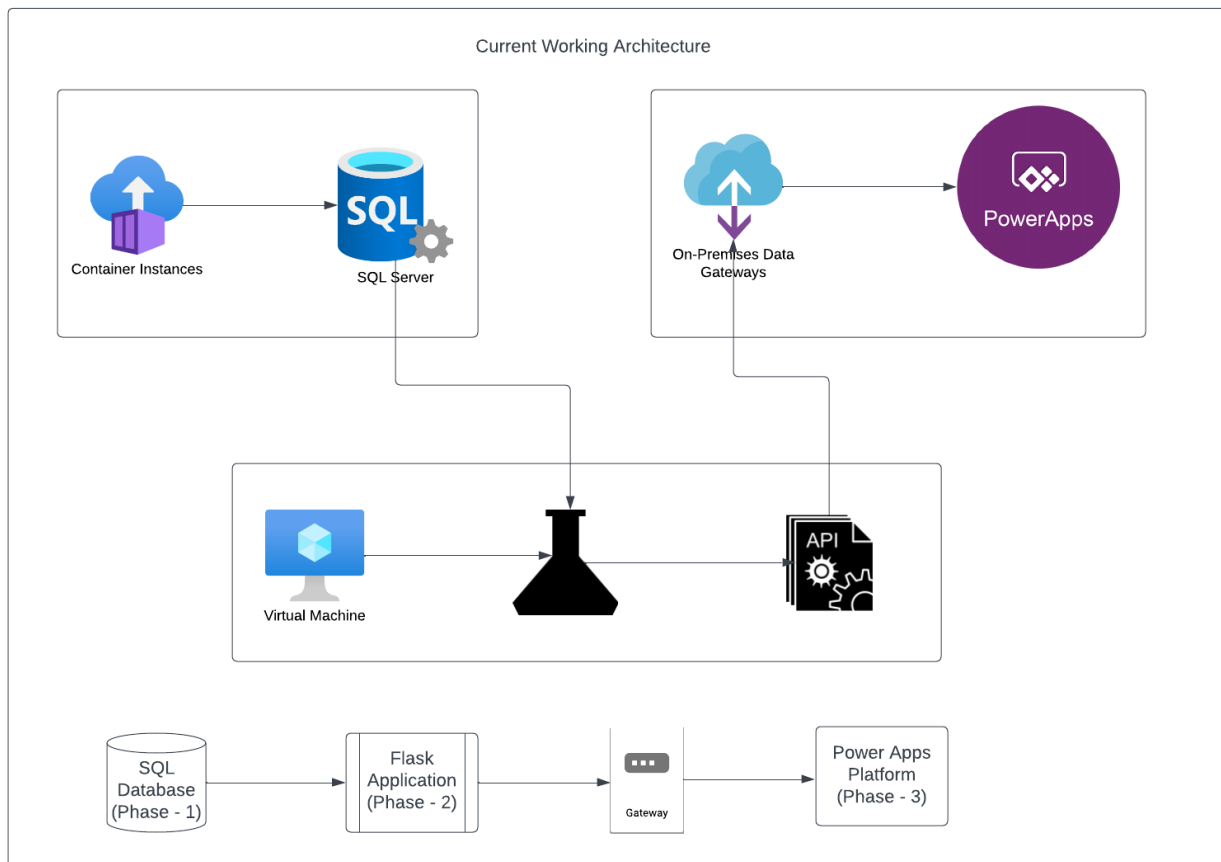 Current Working Architecture
SQL
Container Instances
SQL Server
On-Premises Data
Gateways
PowerApps
Virtual Machine
API
SQL
Database
(Phase - 1)
Flask
Application
(Phase - 2)
Gateway
Power Apps
Platform
(Phase - 3)